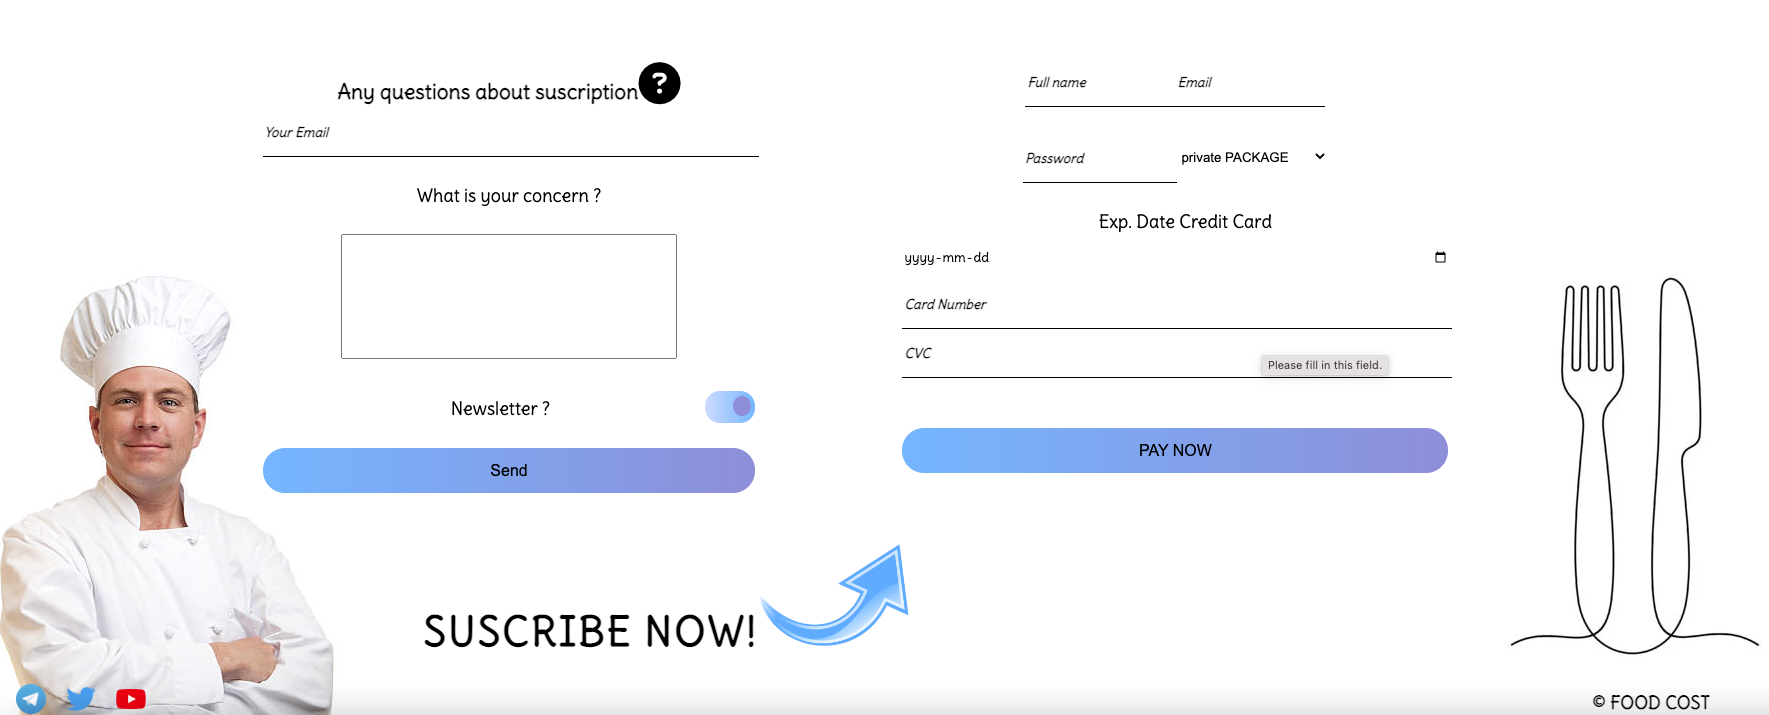 Any questions about suscription ?
Your Email
What is your concern ?
Newsletter ?
Send
SUSCRIBE NOW!
Full name Email
Password private PACKAGE
Exp. Date Credit Card
yyyy-mm-dd
Card Number
CVC
Please fill in this field.
PAY NOW
© FOOD COST